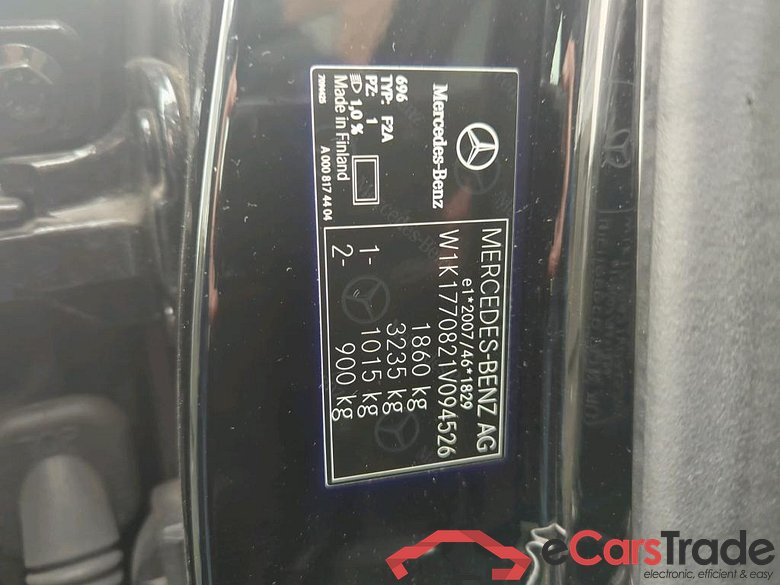 Mercedes-Benz
696
TYP: F2A
PZ: 1
1,0 %
Made in Finland
7094425
A 000 817 44 04
MERCEDES-BENZ AG
e1*2007/46*1829
W1K1770821V094526
1860 kg
3235 kg
1- 1015 kg
2- 900 kg
eCarsTrade
electronic, efficient & easy